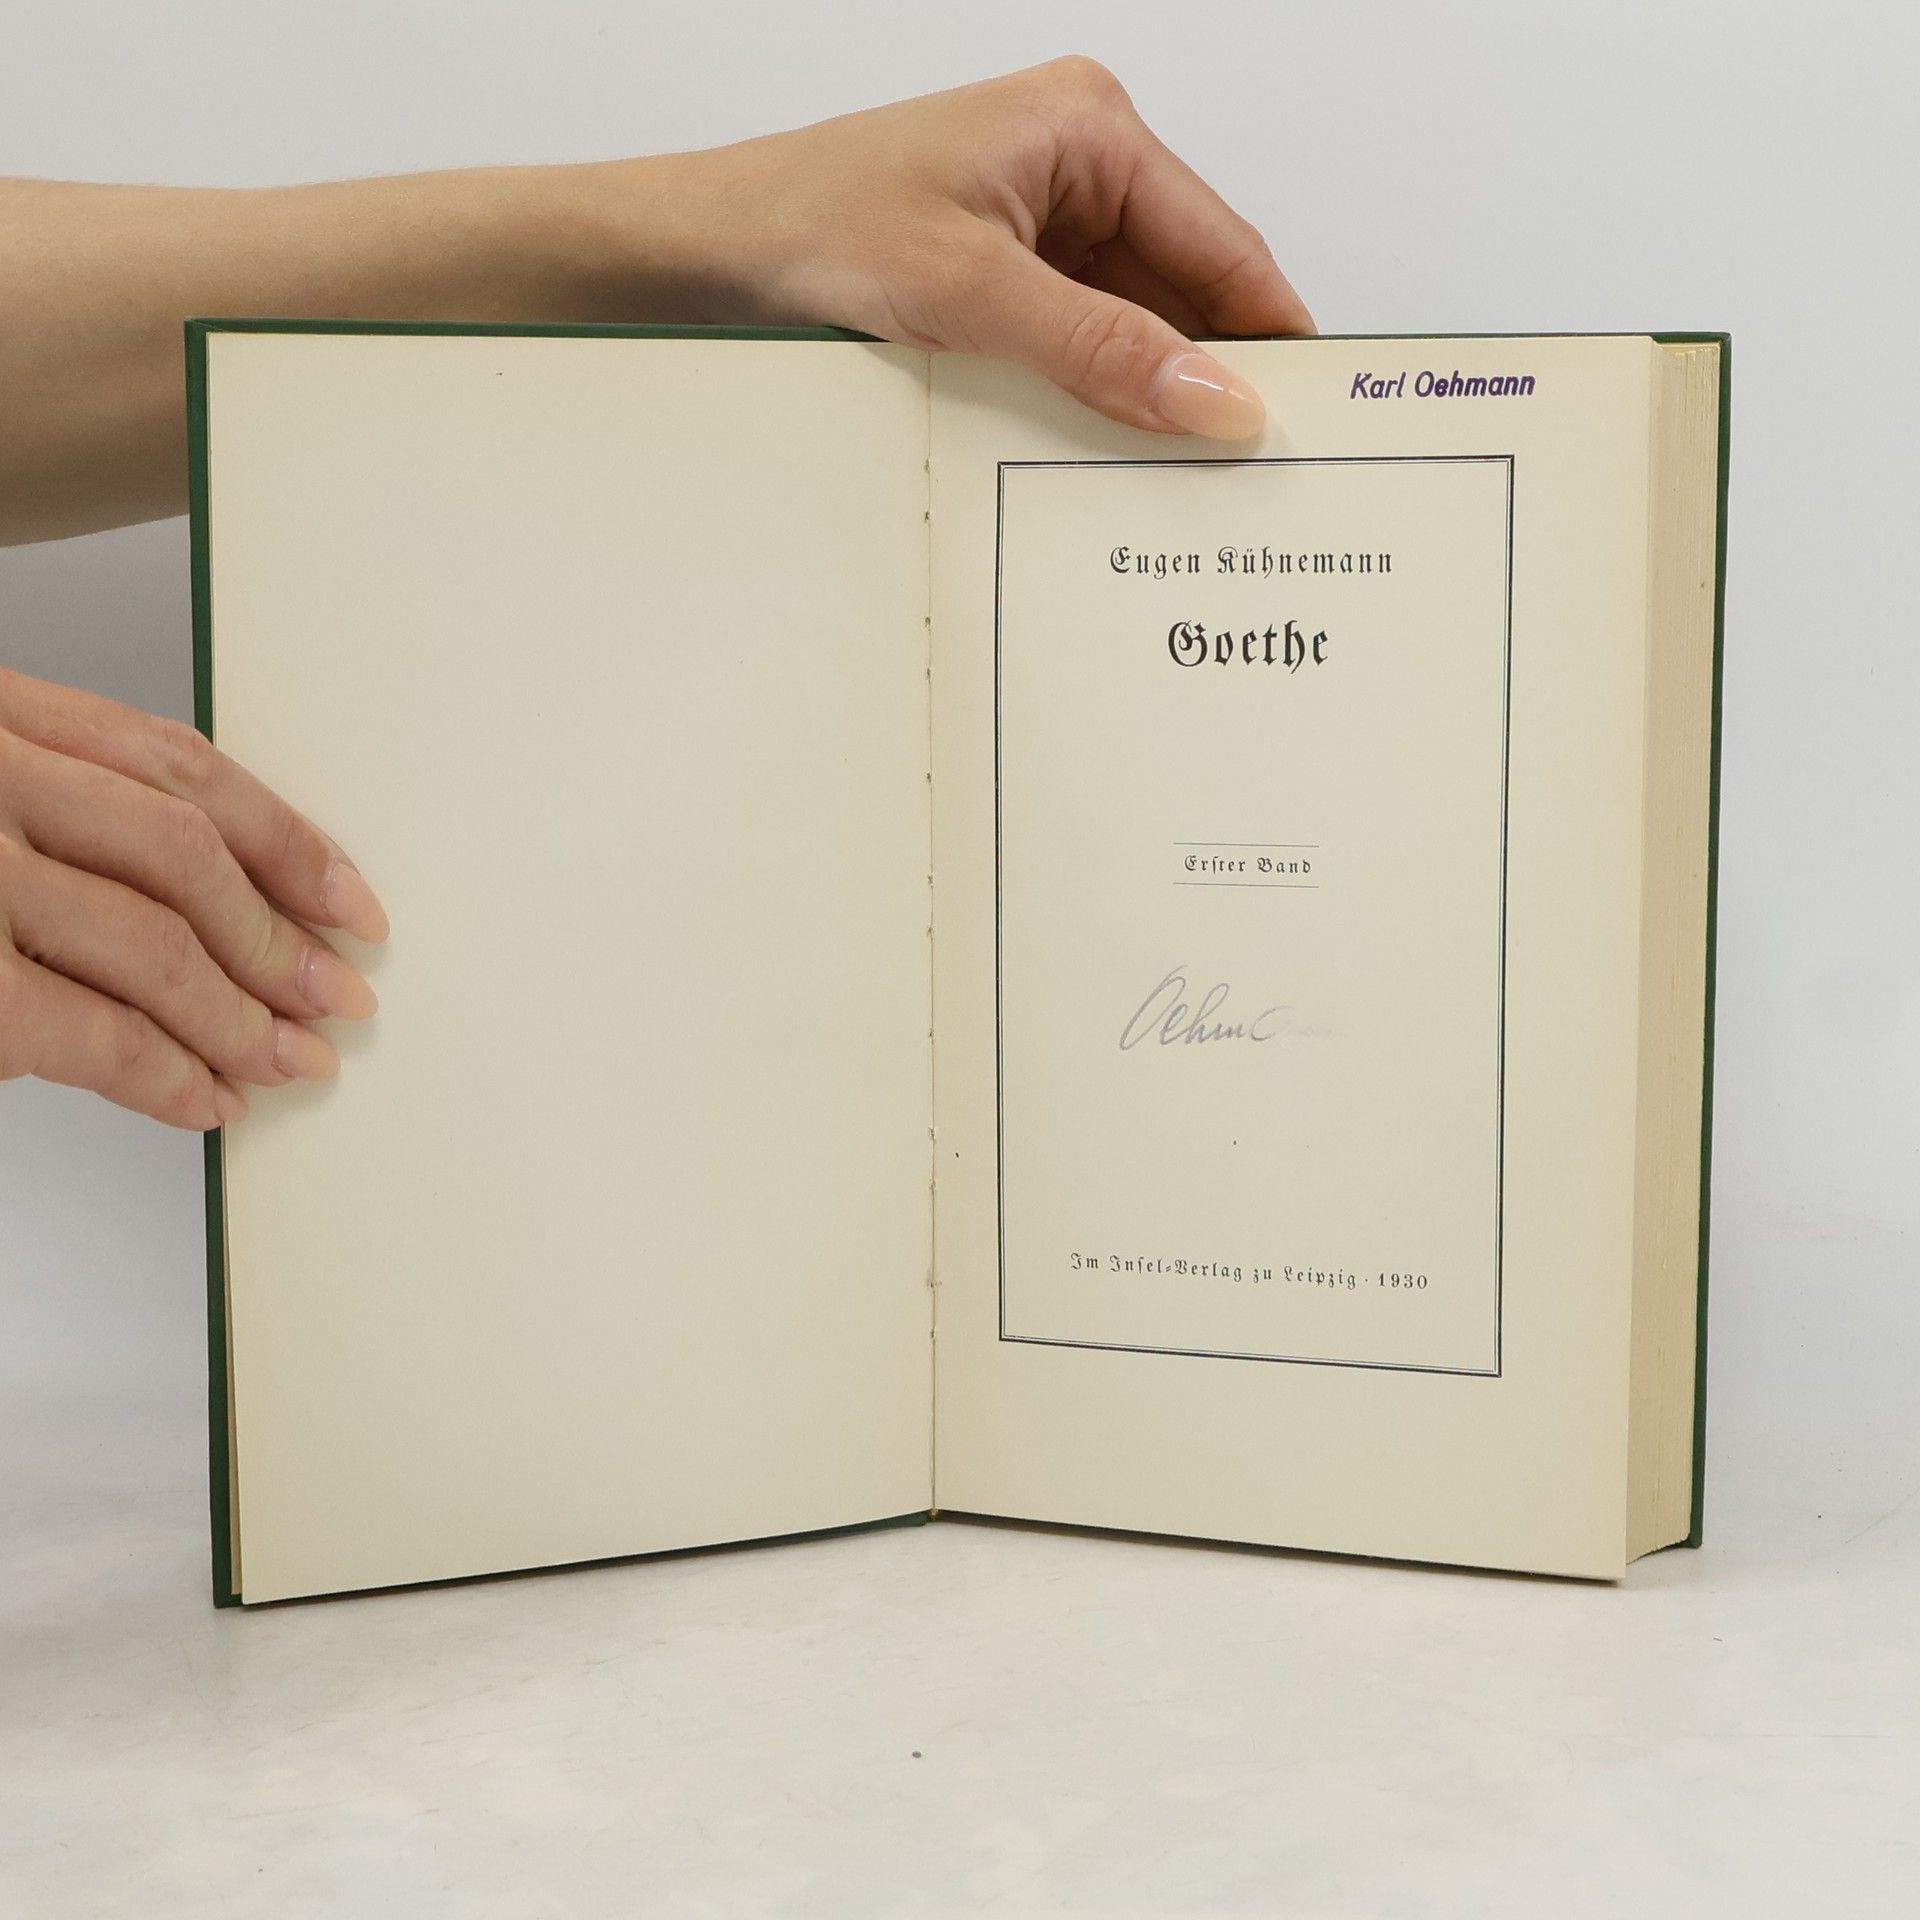 Karl Oehmann
Eugen Kühnemann
Goethe
Erſter Band
Im Inſel-Verlag zu Leipzig · 1930